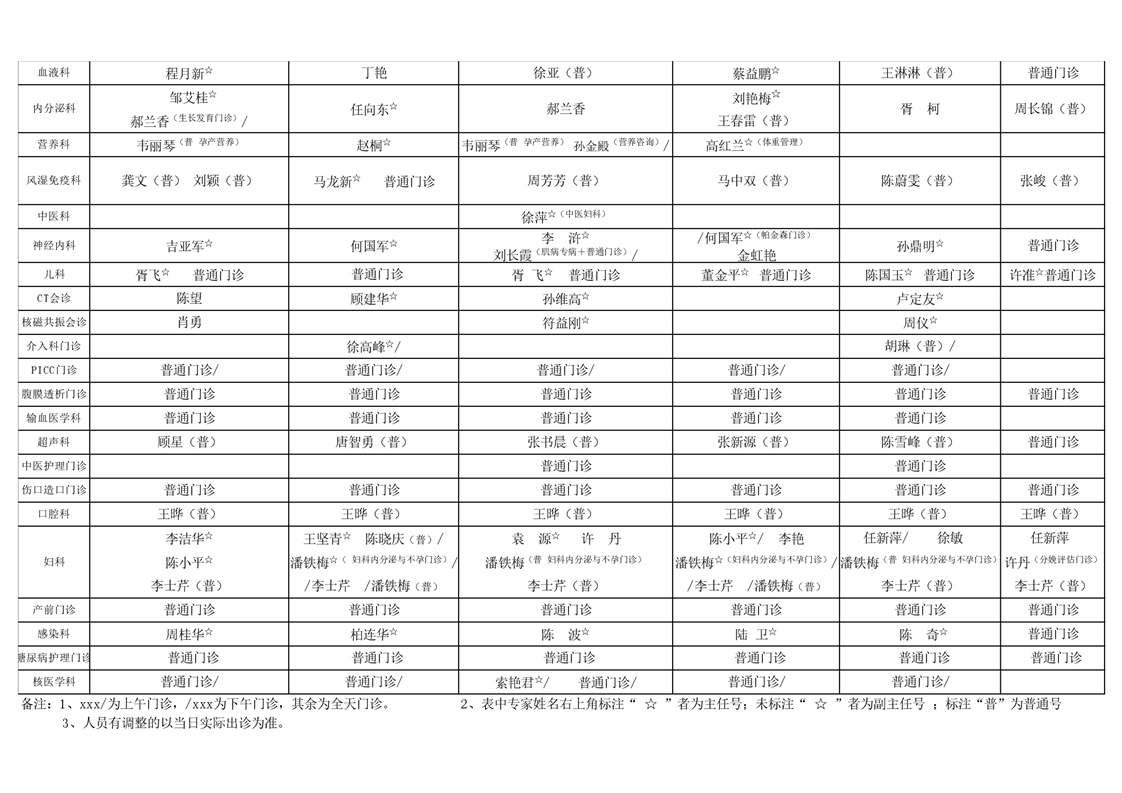 血液科 程月新☆ 丁艳 徐亚（普） 蔡益鹏☆ 王淋淋（普） 普通门诊
内分泌科 邹艾桂☆ 郝兰香（生长发育门诊）/ 任向东☆ 郝兰香 刘艳梅☆ 王春雷（普） 胥 柯 周长锦（普）
营养科 韦丽琴（普 孕产营养） 赵桐☆ 韦丽琴（普 孕产营养） 孙金殿（营养咨询）/ 高红兰☆（体重管理）
风湿免疫科 龚文（普） 刘颖（普） 马龙新☆ 普通门诊 周芳芳（普） 马中双（普） 陈蔚雯（普） 张峻（普）
中医科 徐萍☆（中医妇科）
神经内科 吉亚军☆ 何国军☆ 李 浒☆ 刘长霞（肌病专病＋普通门诊）/ /何国军☆（帕金森门诊） 金虹艳 孙鼎明☆ 普通门诊
儿科 胥飞☆ 普通门诊 普通门诊 胥 飞☆ 普通门诊 董金平☆ 普通门诊 陈国玉☆ 普通门诊 许准☆普通门诊
CT会诊 陈望 顾建华☆ 孙维高☆ 卢定友☆
核磁共振会诊 肖勇 符益刚☆ 周仪☆
介入科门诊 徐高峰☆/ 胡琳（普）/
PICC门诊 普通门诊/ 普通门诊/ 普通门诊/ 普通门诊/ 普通门诊/
腹膜透析门诊 普通门诊 普通门诊 普通门诊 普通门诊 普通门诊 普通门诊
输血医学科 普通门诊 普通门诊 普通门诊 普通门诊 普通门诊
超声科 顾星（普） 唐智勇（普） 张书晨（普） 张新源（普） 陈雪峰（普） 普通门诊
中医护理门诊 普通门诊 普通门诊
伤口造口门诊 普通门诊 普通门诊 普通门诊 普通门诊 普通门诊 普通门诊
口腔科 王晔（普） 王晔（普） 王晔（普） 王晔（普） 王晔（普） 王晔（普）
李洁华☆ 王坚青☆ 陈晓庆（普）/ 袁 源☆ 许 丹 陈小平☆/ 李艳 任新萍/ 徐敏 任新萍
妇科 陈小平☆ 潘铁梅☆（ 妇科内分泌与不孕门诊）/ 潘铁梅（普 妇科内分泌与不孕门诊） 潘铁梅☆（妇科内分泌与不孕门诊）/ 潘铁梅（普 妇科内分泌与不孕门诊） 许丹（分娩评估门诊）
李士芹（普） /李士芹 /潘铁梅（普） 李士芹（普） /李士芹 /潘铁梅（普） 李士芹（普） 李士芹（普）
产前门诊 普通门诊 普通门诊 普通门诊 普通门诊 普通门诊 普通门诊
感染科 周桂华☆ 柏连华☆ 陈 波☆ 陆 卫☆ 陈 奇☆ 普通门诊
糖尿病护理门诊 普通门诊 普通门诊 普通门诊 普通门诊 普通门诊 普通门诊
核医学科 普通门诊/ 普通门诊/ 索艳君☆/ 普通门诊/ 普通门诊/ 普通门诊/
备注：1、xxx/为上午门诊，/xxx为下午门诊，其余为全天门诊。 2、表中专家姓名右上角标注“ ☆ ”者为主任号；未标注“ ☆ ”者为副主任号 ；标注“普”为普通号
3、人员有调整的以当日实际出诊为准。